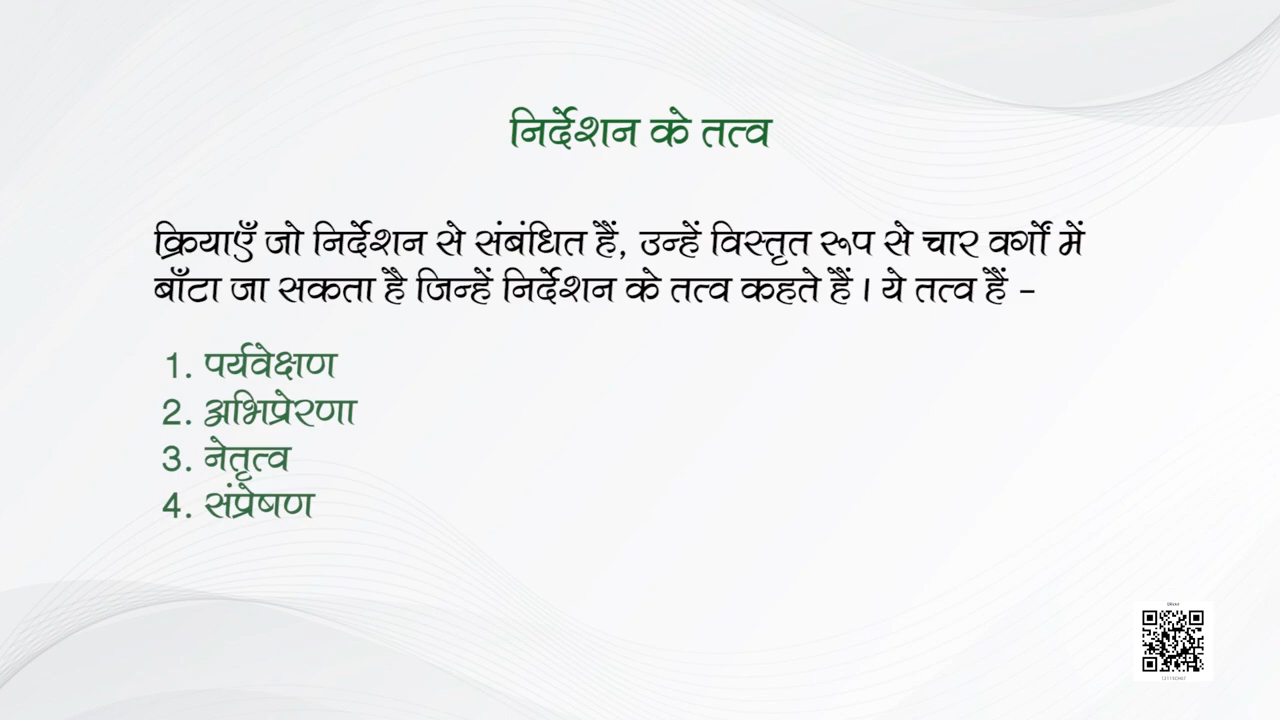 निर्देशन के तत्व
क्रियाएँ जो निर्देशन से संबंधित हैं, उन्हें विस्तृत रूप से चार वर्गों में
बाँटा जा सकता है जिन्हें निर्देशन के तत्व कहते हैं । ये तत्व हैं –
1. पर्यवेक्षण
2. अभिप्रेरणा
3. नेतृत्व
4. संप्रेषण